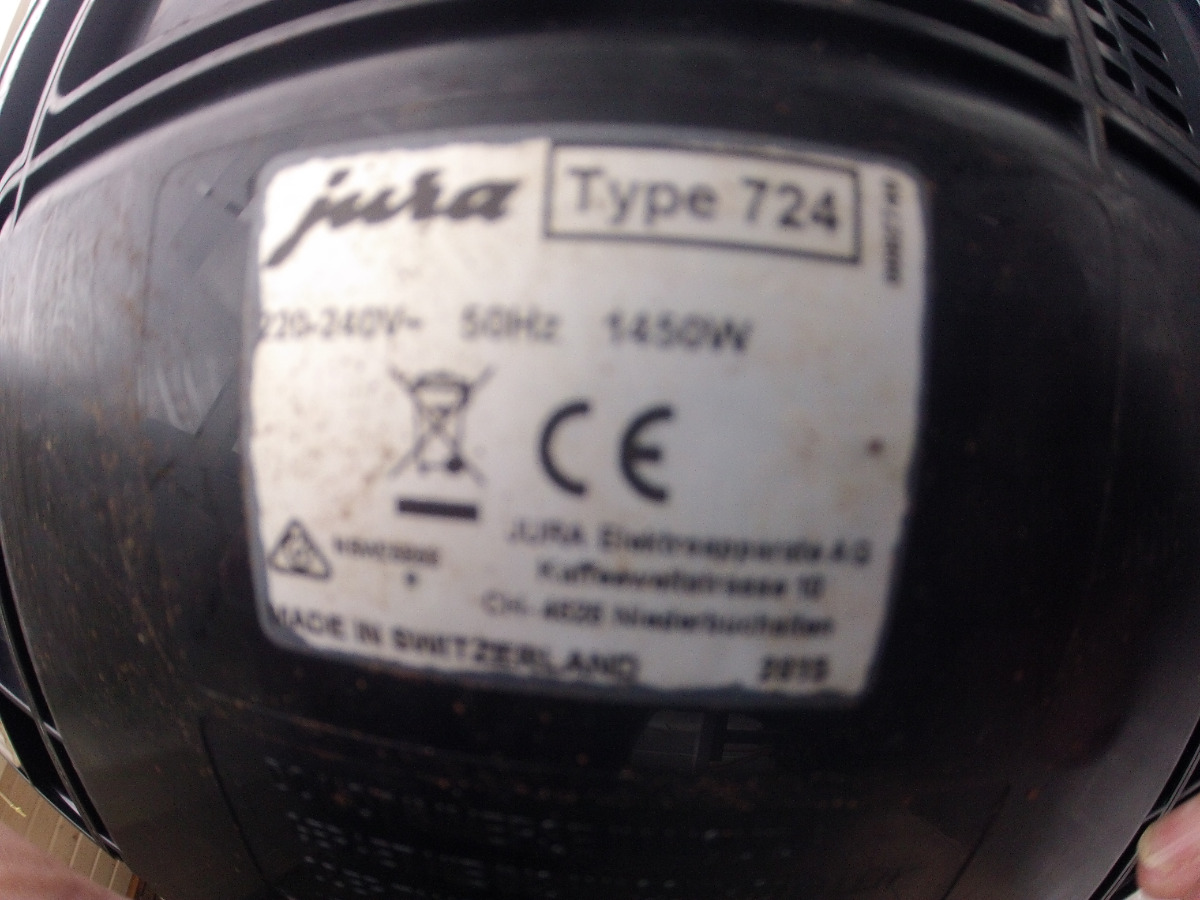 jura
Type 724
220-240V~ 50Hz 1450W
CE
JURA Elektroapparate AG
Kaffeeweltstrasse 10
CH- 4626 Niederbuchsiten
MADE IN SWITZERLAND